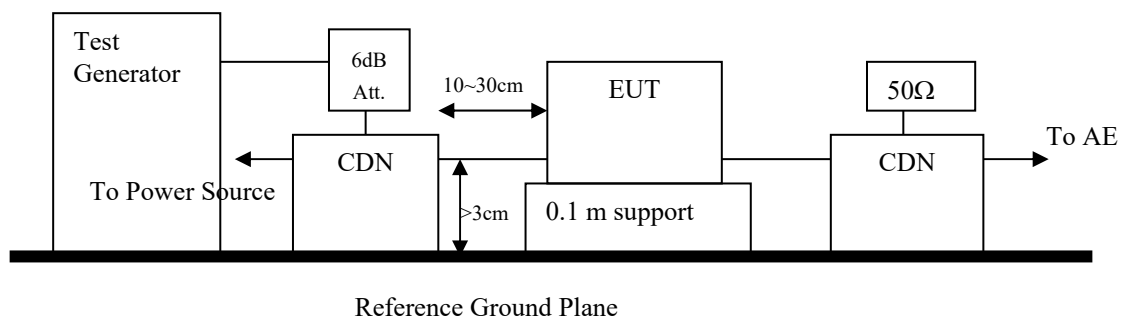 Test
Generator
6dB
Att.
10~30cm
EUT
50Ω
To AE
CDN
CDN
To Power Source
>3cm
0.1 m support
Reference Ground Plane